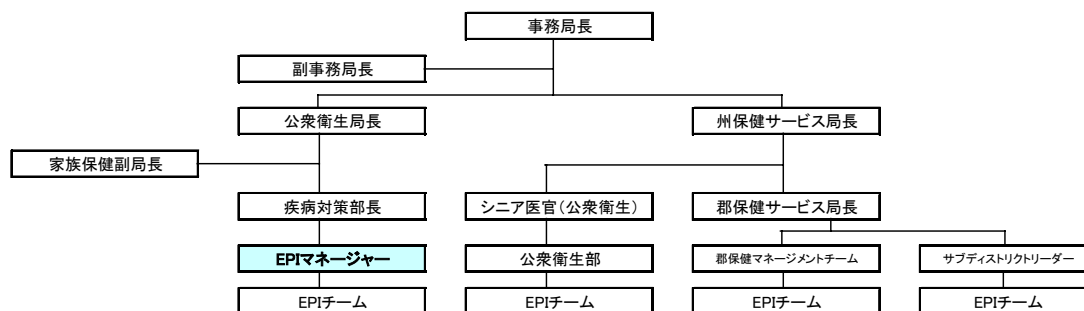 事務局長
副事務局長
公衆衛生局長
州保健サービス局長
家族保健副局長
疾病対策部長
シニア医官(公衆衛生)
郡保健サービス局長
EPIマネージャー
公衆衛生部
郡保健マネージメントチーム
サブディストリクトリーダー
EPIチーム
EPIチーム
EPIチーム
EPIチーム